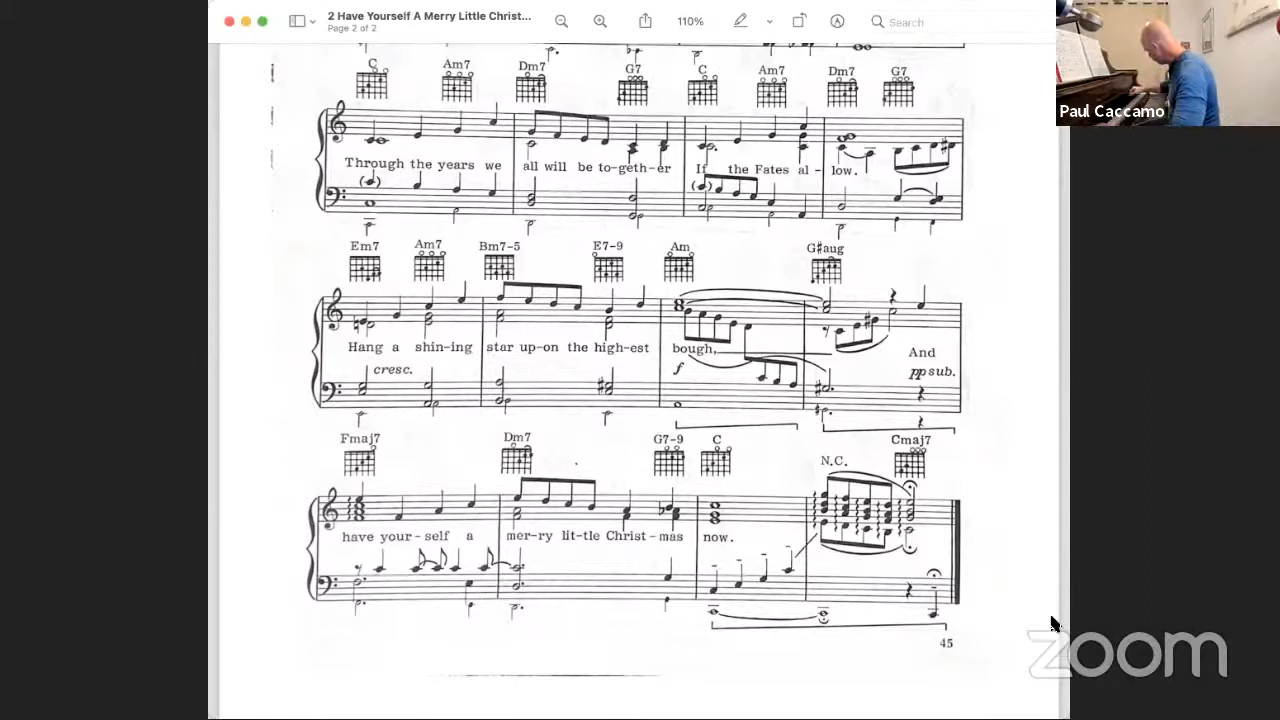 2 Have Yourself A Merry Little Christ...
Page 2 of 2
110%
Search
Paul Caccamo
C Am7 Dm7 G7 C Am7 Dm7 G7
Through the years we all will be to-geth-er If the Fates al - low.
Em7 Am7 Bm7-5 E7-9 Am G#aug
Hang a shin-ing star up-on the high-est bough, And
cresc. f pp sub.
Fmaj7 Dm7 G7-9 C N.C. Cmaj7
have your - self a mer-ry lit-tle Christ - mas now.
45
zoom